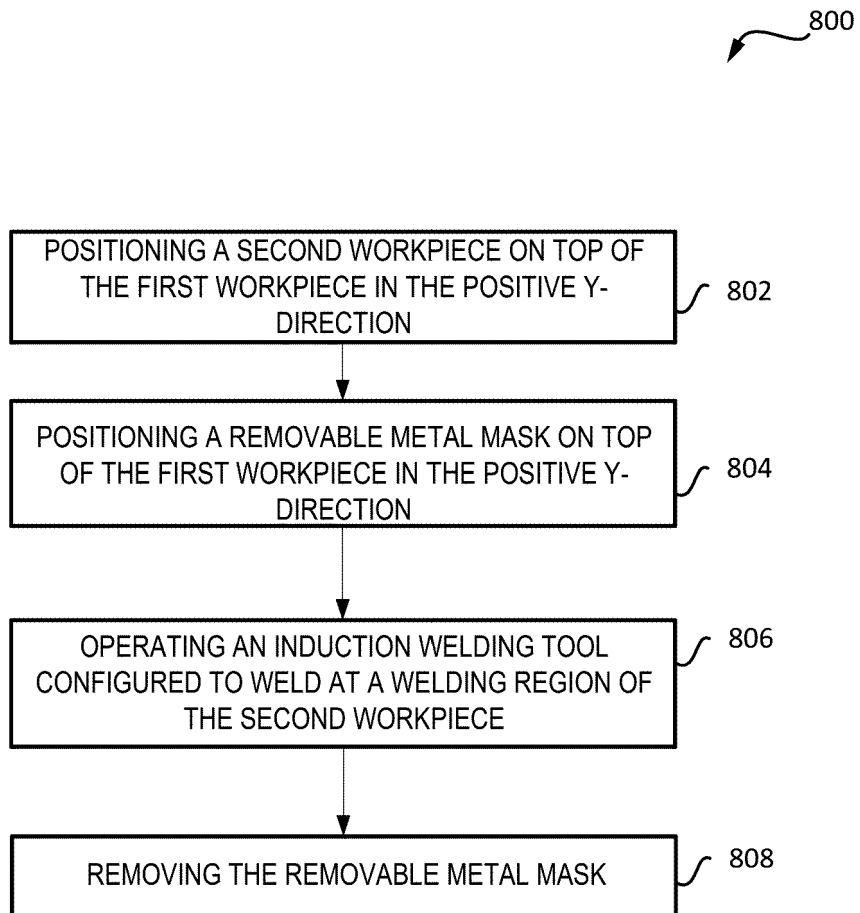 800
POSITIONING A SECOND WORKPIECE ON TOP OF
THE FIRST WORKPIECE IN THE POSITIVE Y-
DIRECTION
802
POSITIONING A REMOVABLE METAL MASK ON TOP
OF THE FIRST WORKPIECE IN THE POSITIVE Y-
DIRECTION
804
OPERATING AN INDUCTION WELDING TOOL
CONFIGURED TO WELD AT A WELDING REGION OF
THE SECOND WORKPIECE
806
REMOVING THE REMOVABLE METAL MASK
808